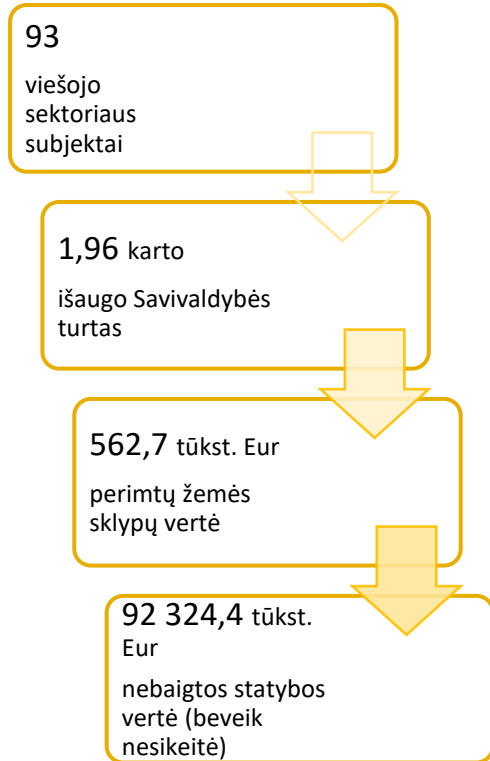 93
viešojo
sektoriaus
subjektai
1,96 karto
išaugo Savivaldybės
turtas
562,7 tūkst. Eur
perimtų žemės
sklypų vertė
92 324,4 tūkst.
Eur
nebaigtos statybos
vertė (beveik
nesikeitė)